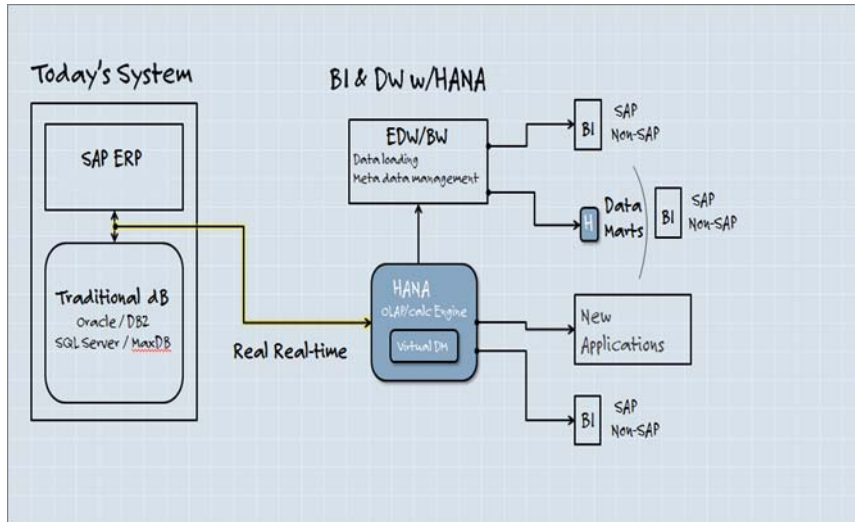 Today's System
SAP ERP
Traditional dB
Oracle / DB2
SQL Server / MaxDB
Real Real-time
BI & DW w/HANA
EDW/BW
Data loading
Meta data management
HANA
OLAP/calc Engine
Virtual DM
BI
SAP
Non-SAP
H
Data
Marts
BI
SAP
Non-SAP
New
Applications
BI
SAP
Non-SAP